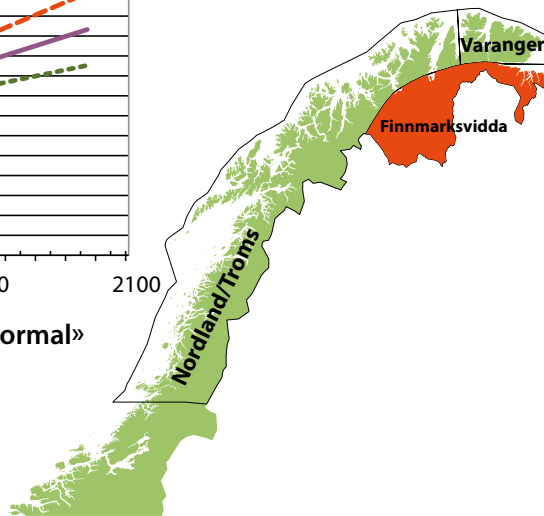 Varanger
Finnmarksvidda
Nordland/Troms
0
2100
ormal»